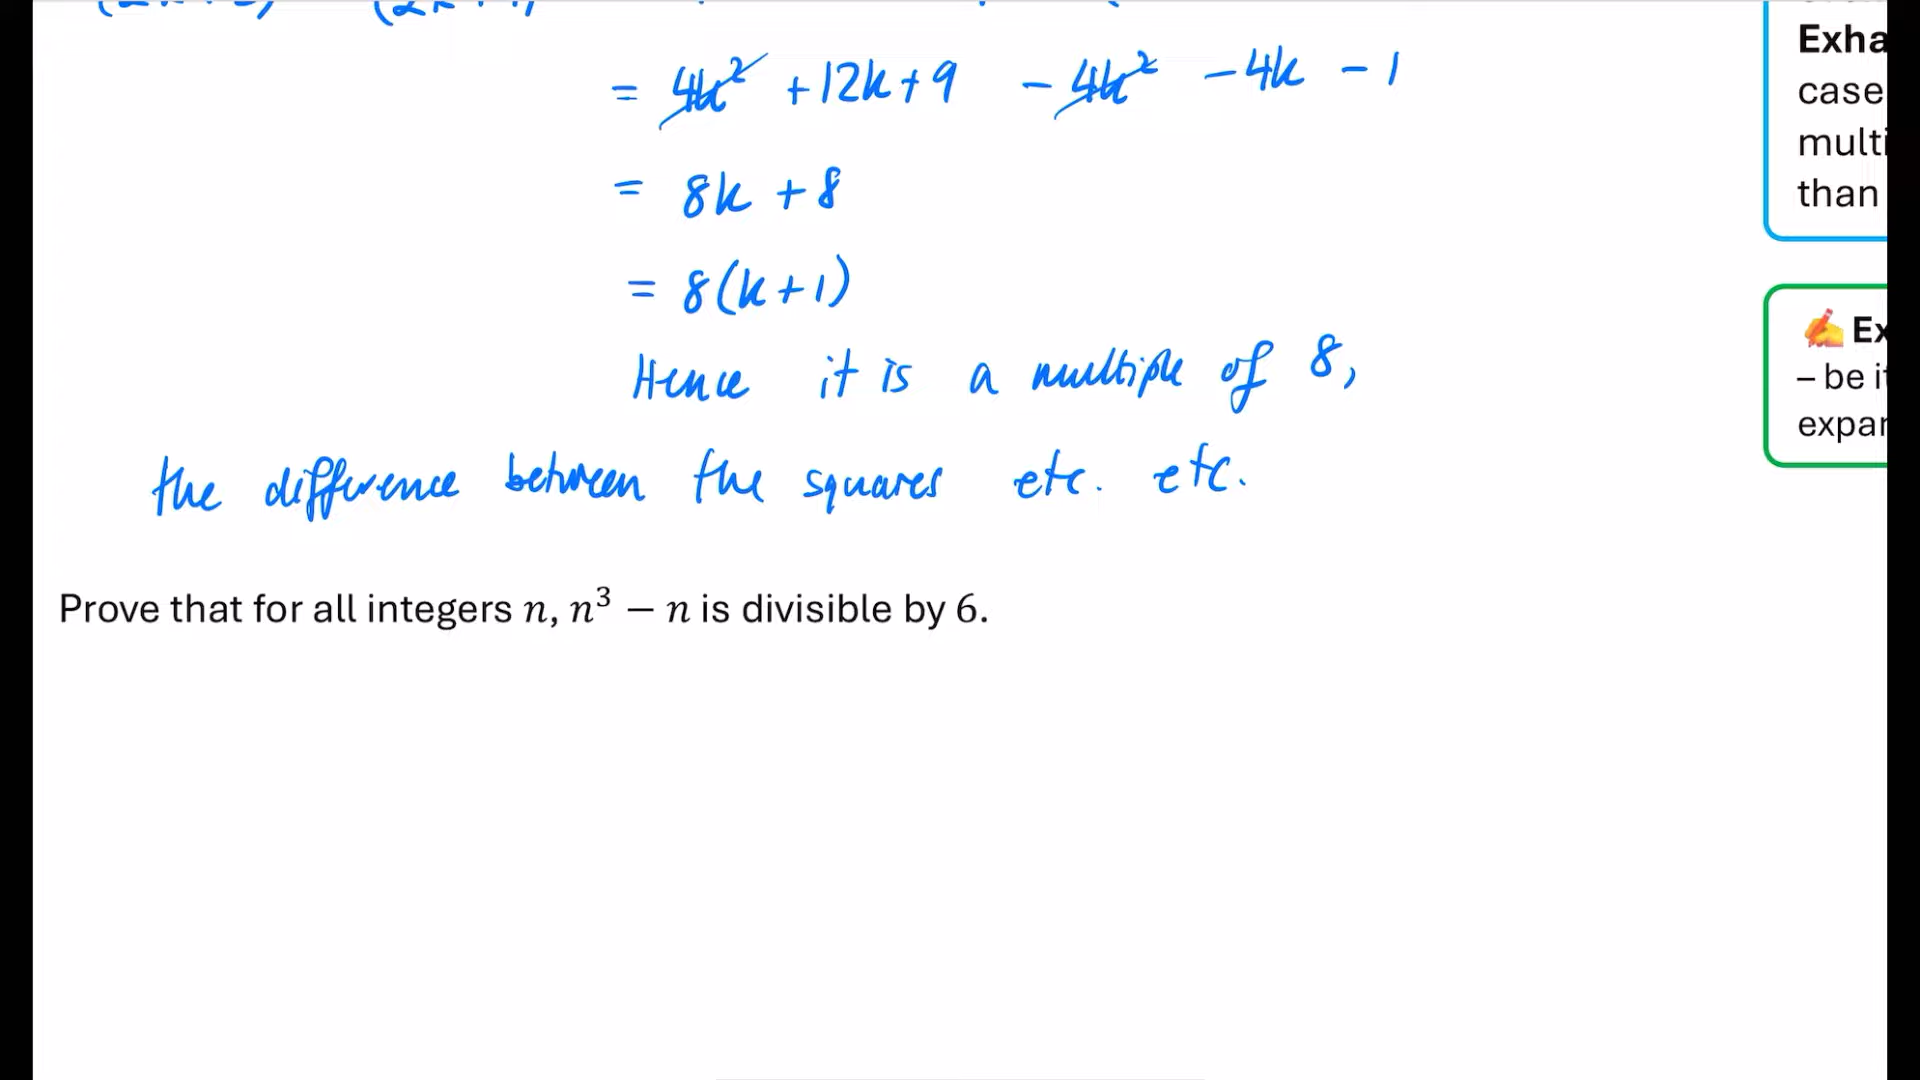 = 4k² + 12k + 9 - 4k² - 4k - 1
= 8k + 8
= 8(k+1)
Hence it is a multiple of 8,
the difference between the squares etc. etc.
Prove that for all integers n, n³ − n is divisible by 6.
Exha
case
multi
than
✍ Ex
– be it
expan